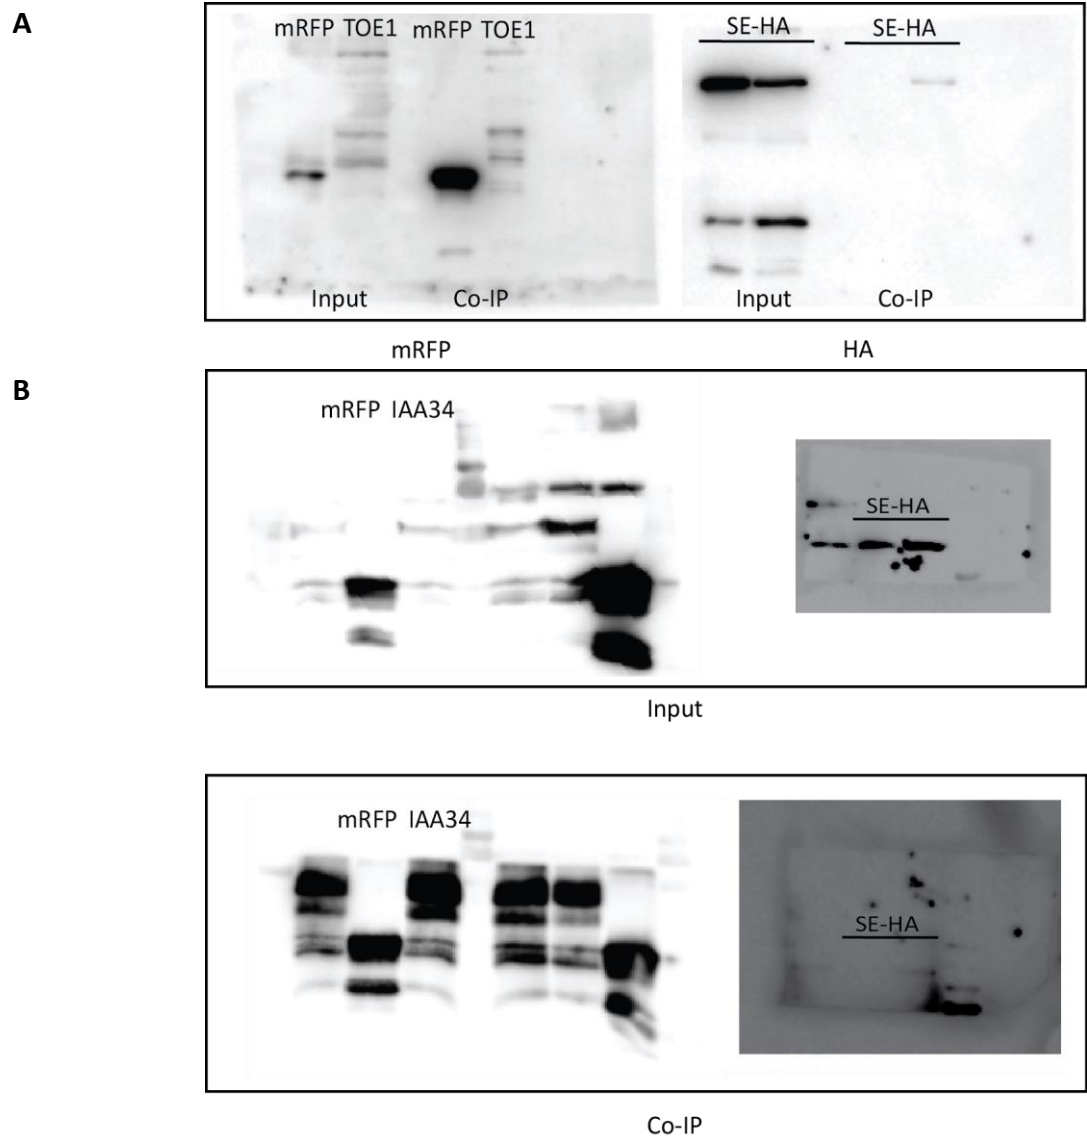 A
mRFP TOE1 mRFP TOE1
SE-HA SE-HA
Input Co-IP Input Co-IP
mRFP HA
B
mRFP IAA34
SE-HA
Input
mRFP IAA34
SE-HA
Co-IP